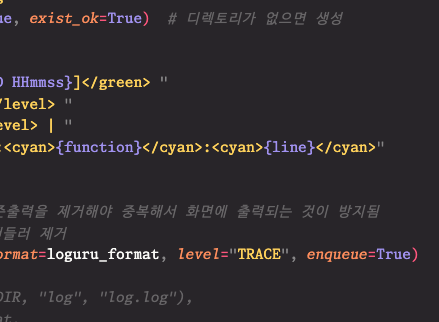 ue, exist_ok=True)  # 디렉토리가 없으면 생성
HHmmss}]</green> "
/level> "
evel> | "
:<cyan>{function}</cyan>:<cyan>{line}</cyan>"
준출력을 제거해야 중복해서 화면에 출력되는 것이 방지됨
들러 제거
ormat=loguru_format, level="TRACE", enqueue=True)
DIR, "log", "log.log"),
at,